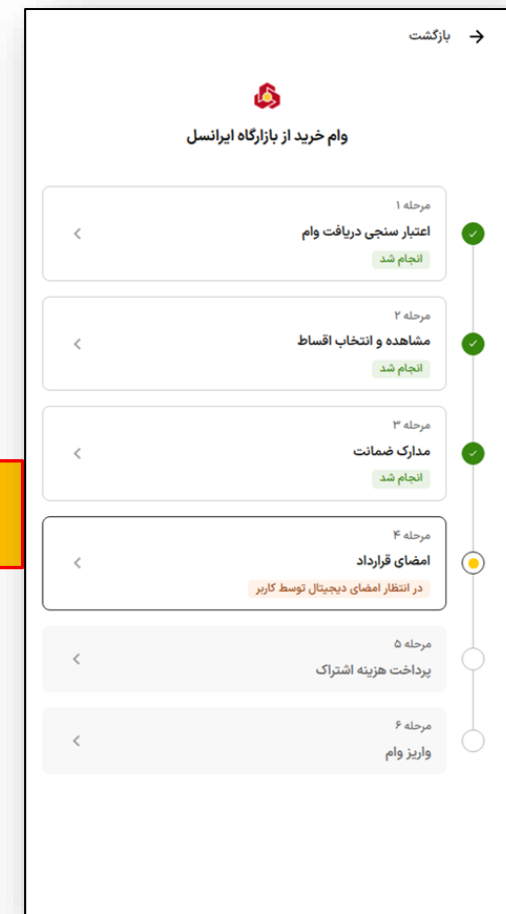 بازگشت
وام خرید از بازارگاه ایرانسل
مرحله ۱
اعتبار سنجی دریافت وام
انجام شد
مرحله ۲
مشاهده و انتخاب اقساط
انجام شد
مرحله ۳
مدارک ضمانت
انجام شد
مرحله ۴
امضای قرارداد
در انتظار امضای دیجیتال توسط کاربر
مرحله ۵
پرداخت هزینه اشتراک
مرحله ۶
واریز وام